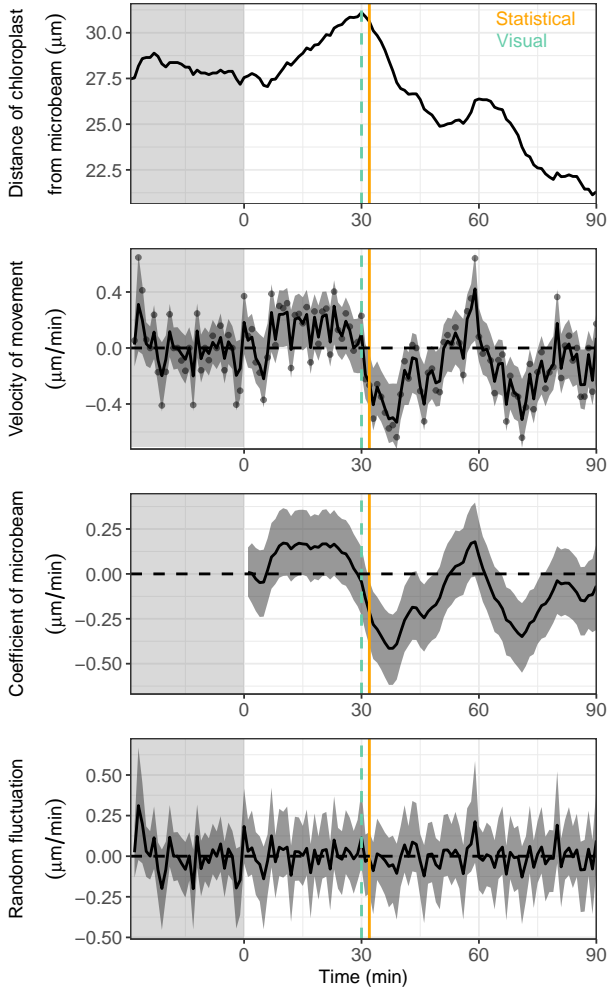 Distance of chloroplast
from microbeam (μm)
30.0
27.5
25.0
22.5
Statistical
Visual
0
30
60
90
Velocity of movement
(μm/min)
0.4
0.0
−0.4
0
30
60
90
Coefficient of microbeam
(μm/min)
0.25
0.00
−0.25
−0.50
0
30
60
90
Random fluctuation
(μm/min)
0.50
0.25
0.00
−0.25
−0.50
0
30
60
90
Time (min)